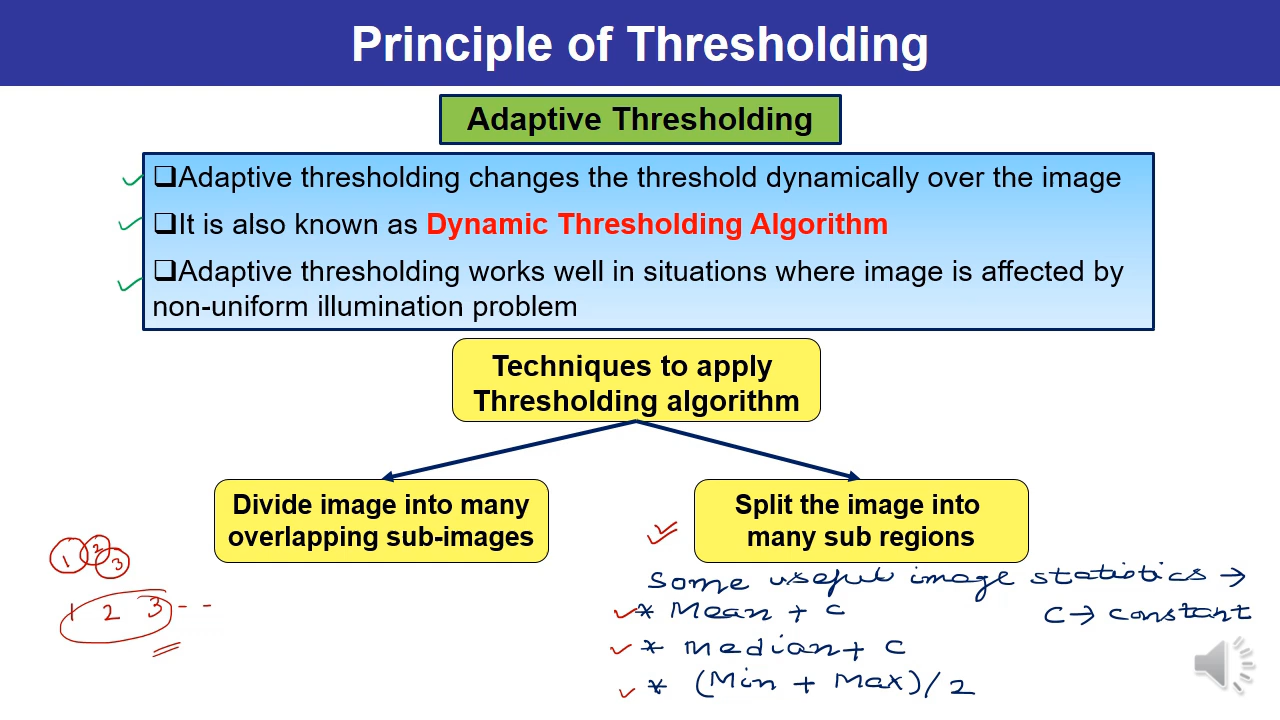 Principle of Thresholding
Adaptive Thresholding
❑Adaptive thresholding changes the threshold dynamically over the image
❑It is also known as Dynamic Thresholding Algorithm
❑Adaptive thresholding works well in situations where image is affected by
non-uniform illumination problem
Techniques to apply
Thresholding algorithm
Divide image into many
overlapping sub-images
Split the image into
many sub regions
1 2 3
1 2 3 - -
Some useful image statistics →
* Mean + c
c → constant
* median + c
* (Min + Max)/2